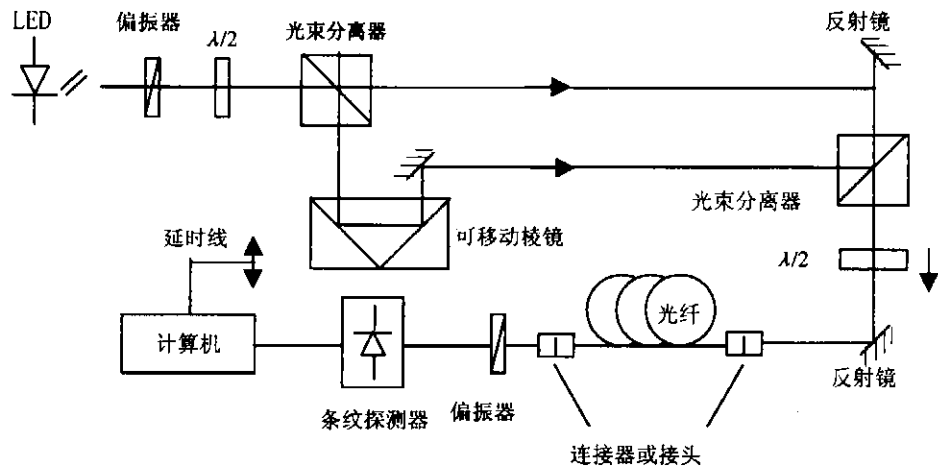 LED
偏振器
λ/2
光束分离器
反射镜
光束分离器
可移动棱镜
延时线
λ/2
光纤
计算机
反射镜
条纹探测器
偏振器
连接器或接头